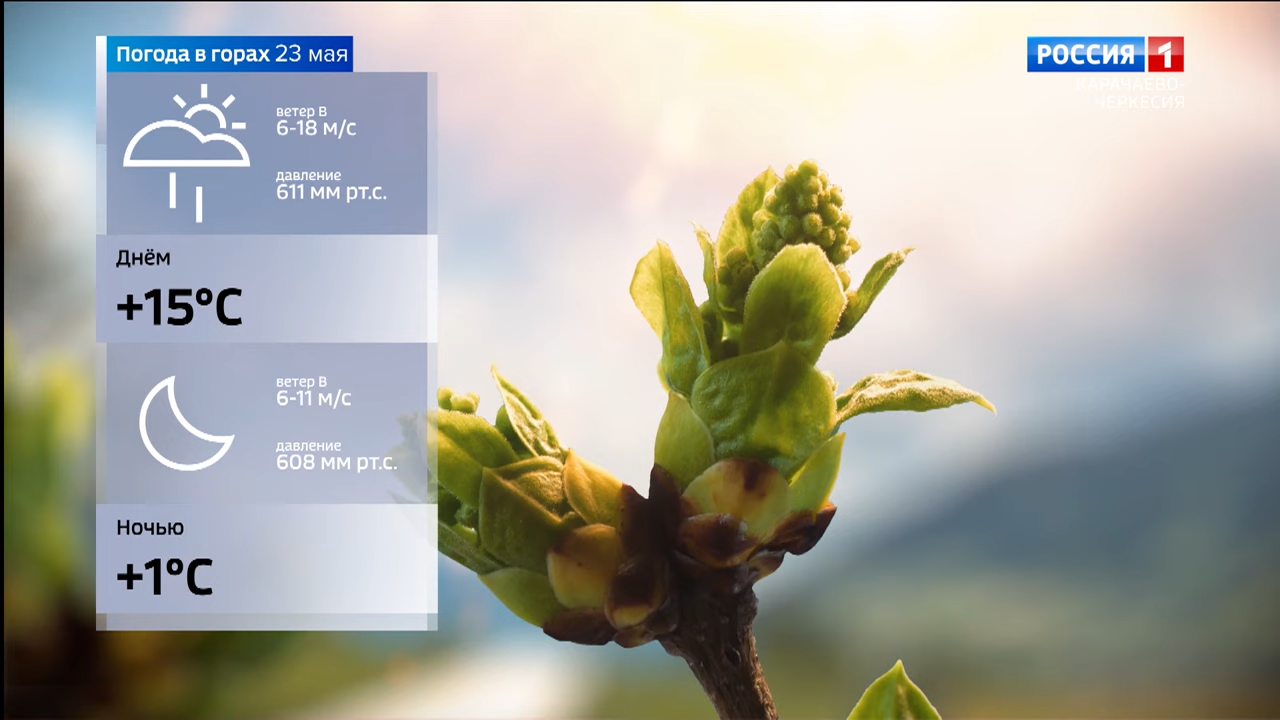 Погода в горах 23 мая
ветер В
6-18 м/с
давление
611 мм рт.с.
Днём
+15°C
ветер В
6-11 м/с
давление
608 мм рт.с.
Ночью
+1°C
РОССИЯ 1
КАРАЧАЕВО-
ЧЕРКЕСИЯ